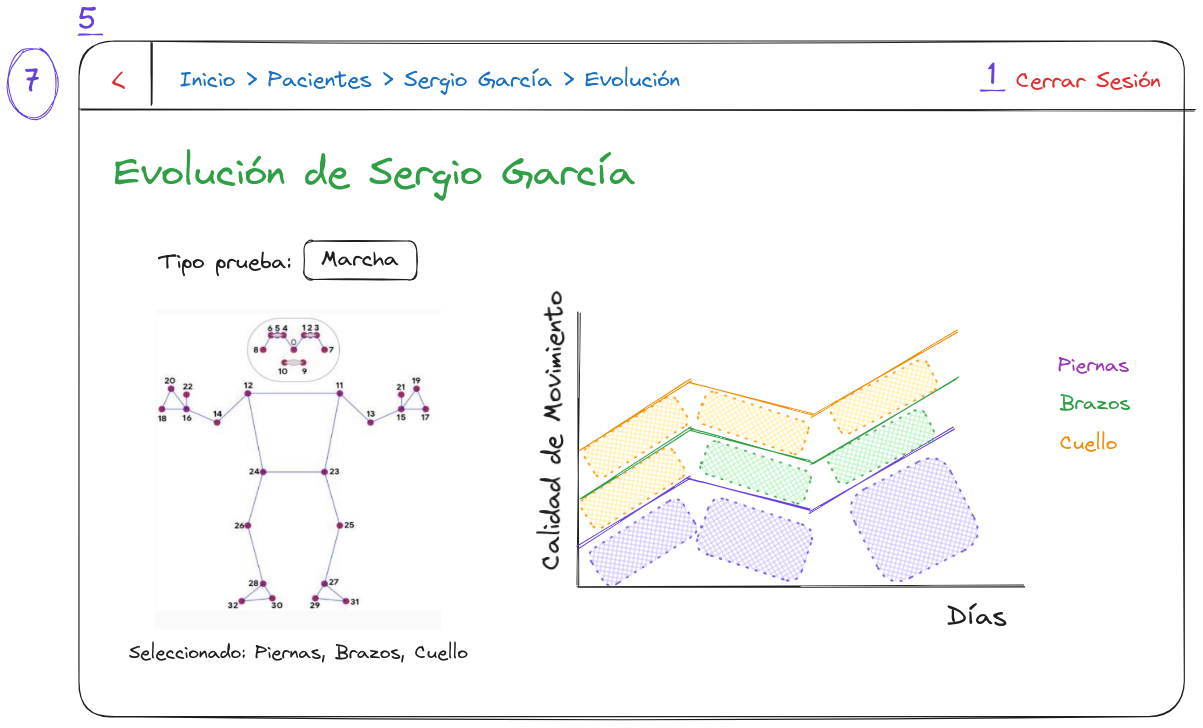 5
7
< Inicio > Pacientes > Sergio García > Evolución 1 Cerrar Sesión
Evolución de Sergio García
Tipo prueba: Marcha
6 5 4 1 2 3
8 0 7
10 9
20 22 12 11 21 19
18 16 14 13 15 17
24 23
26 25
28 27
32 30 29 31
Seleccionado: Piernas, Brazos, Cuello
Calidad de Movimiento
Días
Piernas
Brazos
Cuello